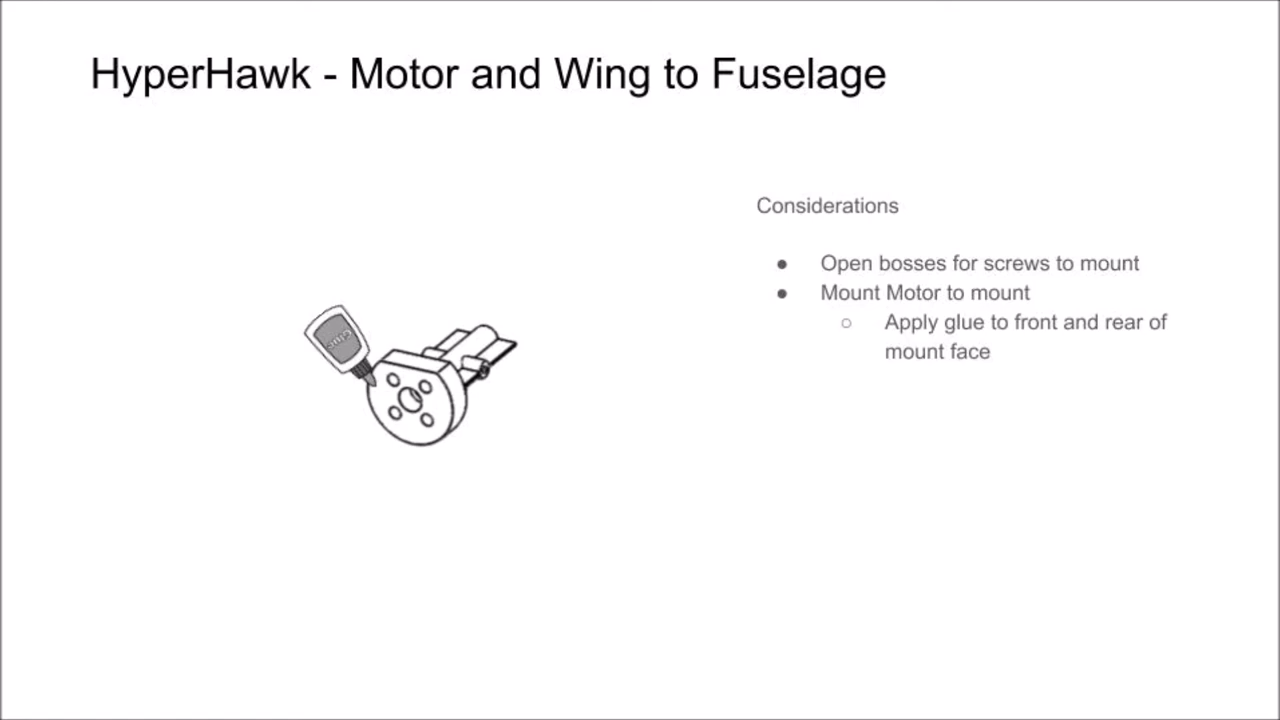 HyperHawk - Motor and Wing to Fuselage
Considerations
● Open bosses for screws to mount
● Mount Motor to mount
○ Apply glue to front and rear of
mount face